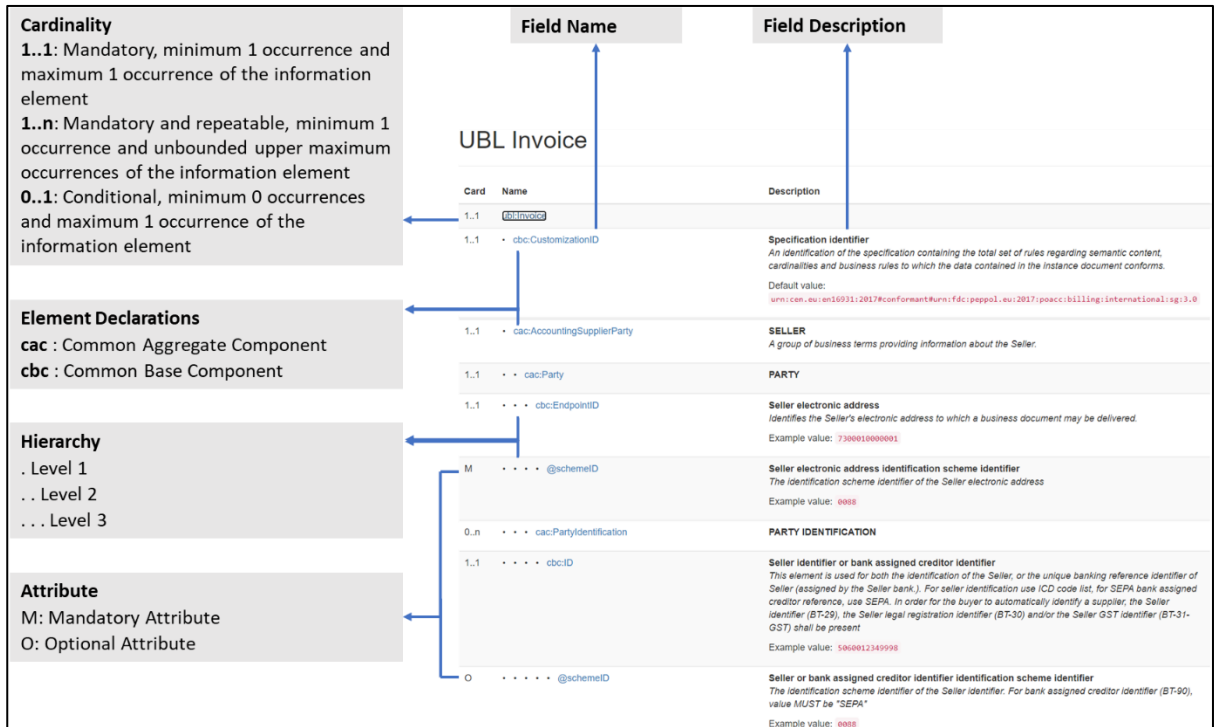 Cardinality
1..1: Mandatory, minimum 1 occurrence and
maximum 1 occurrence of the information
element
1..n: Mandatory and repeatable, minimum 1
occurrence and unbounded upper maximum
occurrences of the information element
0..1: Conditional, minimum 0 occurrences
and maximum 1 occurrence of the
information element
Element Declarations
cac : Common Aggregate Component
cbc : Common Base Component
Hierarchy
. Level 1
. . Level 2
. . . Level 3
Attribute
M: Mandatory Attribute
O: Optional Attribute
Field Name
Field Description
UBL Invoice
Card Name Description
1..1 ubl:Invoice
1..1 • cbc:CustomizationID Specification identifier
An identification of the specification containing the total set of rules regarding semantic content,
cardinalities and business rules to which the data contained in the instance document conforms.
Default value:
urn:cen.eu:en16931:2017#conformant#urn:fdc:peppol.eu:2017:poacc:billing:international:sg:3.0
1..1 • cac:AccountingSupplierParty SELLER
A group of business terms providing information about the Seller.
1..1 • • cac:Party PARTY
1..1 • • • cbc:EndpointID Seller electronic address
Identifies the Seller's electronic address to which a business document may be delivered.
Example value: 7300010000001
M • • • • @schemeID Seller electronic address identification scheme identifier
The identification scheme identifier of the Seller electronic address
Example value: 0088
0..n • • • cac:PartyIdentification PARTY IDENTIFICATION
1..1 • • • • cbc:ID Seller identifier or bank assigned creditor identifier
This element is used for both the identification of the Seller, or the unique banking reference identifier of
Seller (assigned by the Seller bank.). For seller identification use ICD code list, for SEPA bank assigned
creditor reference, use SEPA. In order for the buyer to automatically identify a supplier, the Seller
identifier (BT-29), the Seller legal registration identifier (BT-30) and/or the Seller GST identifier (BT-31-
GST) shall be present
Example value: 5060012349998
O • • • • • @schemeID Seller or bank assigned creditor identifier identification scheme identifier
The identification scheme identifier of the Seller identifier. For bank assigned creditor identifier (BT-90),
value MUST be "SEPA"
Example value: 0088